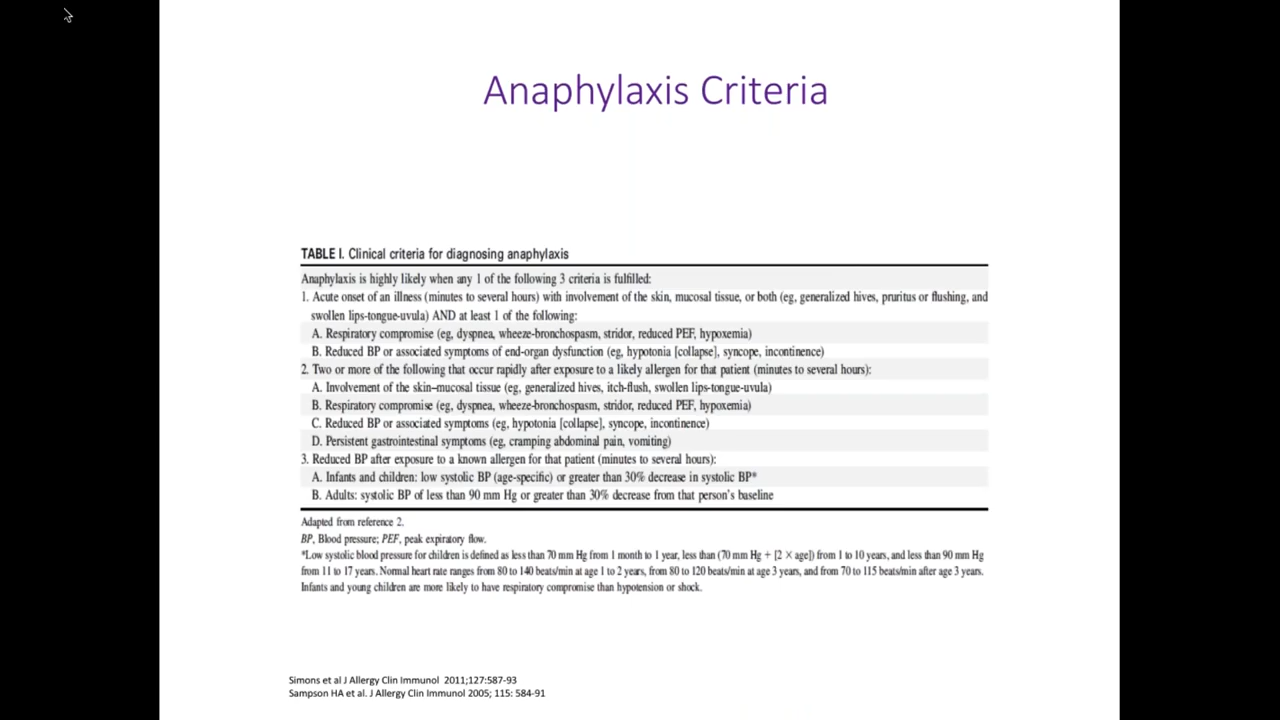 Anaphylaxis Criteria
TABLE I. Clinical criteria for diagnosing anaphylaxis
Anaphylaxis is highly likely when any 1 of the following 3 criteria is fulfilled:
1. Acute onset of an illness (minutes to several hours) with involvement of the skin, mucosal tissue, or both (eg, generalized hives, pruritus or flushing, and
swollen lips-tongue-uvula) AND at least 1 of the following:
A. Respiratory compromise (eg, dyspnea, wheeze-bronchospasm, stridor, reduced PEF, hypoxemia)
B. Reduced BP or associated symptoms of end-organ dysfunction (eg, hypotonia [collapse], syncope, incontinence)
2. Two or more of the following that occur rapidly after exposure to a likely allergen for that patient (minutes to several hours):
A. Involvement of the skin–mucosal tissue (eg, generalized hives, itch-flush, swollen lips-tongue-uvula)
B. Respiratory compromise (eg, dyspnea, wheeze-bronchospasm, stridor, reduced PEF, hypoxemia)
C. Reduced BP or associated symptoms (eg, hypotonia [collapse], syncope, incontinence)
D. Persistent gastrointestinal symptoms (eg, cramping abdominal pain, vomiting)
3. Reduced BP after exposure to a known allergen for that patient (minutes to several hours):
A. Infants and children: low systolic BP (age-specific) or greater than 30% decrease in systolic BP*
B. Adults: systolic BP of less than 90 mm Hg or greater than 30% decrease from that person's baseline
Adapted from reference 2.
BP, Blood pressure; PEF, peak expiratory flow.
*Low systolic blood pressure for children is defined as less than 70 mm Hg from 1 month to 1 year, less than (70 mm Hg + [2 × age]) from 1 to 10 years, and less than 90 mm Hg
from 11 to 17 years. Normal heart rate ranges from 80 to 140 beats/min at age 1 to 2 years, from 80 to 120 beats/min at age 3 years, and from 70 to 115 beats/min after age 3 years.
Infants and young children are more likely to have respiratory compromise than hypotension or shock.
Simons et al J Allergy Clin Immunol 2011;127:587-93
Sampson HA et al. J Allergy Clin Immunol 2005; 115: 584-91